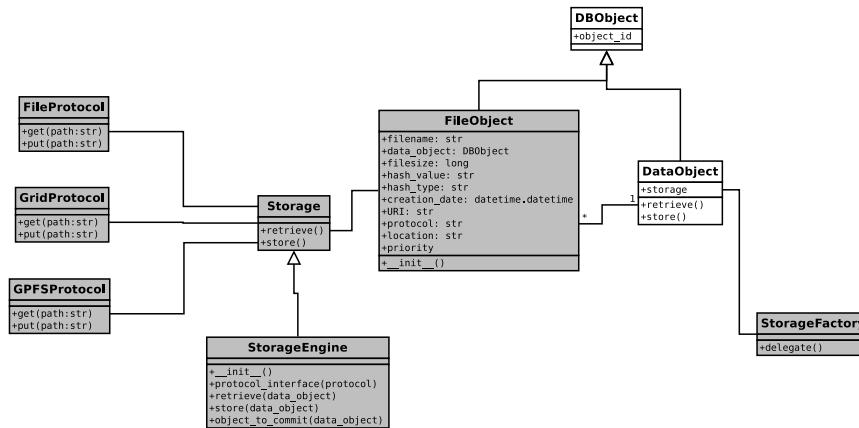 DBObject
+object_id
FileProtocol
+get(path:str)
+put(path:str)
FileObject
+filename: str
+data_object: DBObject
+filesize: long
+hash_value: str
+hash_type: str
+creation_date: datetime.datetime
+URI: str
+protocol: str
+location: str
+priority
+__init__()
DataObject
+storage
+retrieve()
+store()
1
*
GridProtocol
+get(path:str)
+put(path:str)
Storage
+retrieve()
+store()
GPFSProtocol
+get(path:str)
+put(path:str)
StorageFactory
+delegate()
StorageEngine
+__init__()
+protocol_interface(protocol)
+retrieve(data_object)
+store(data_object)
+object_to_commit(data_object)